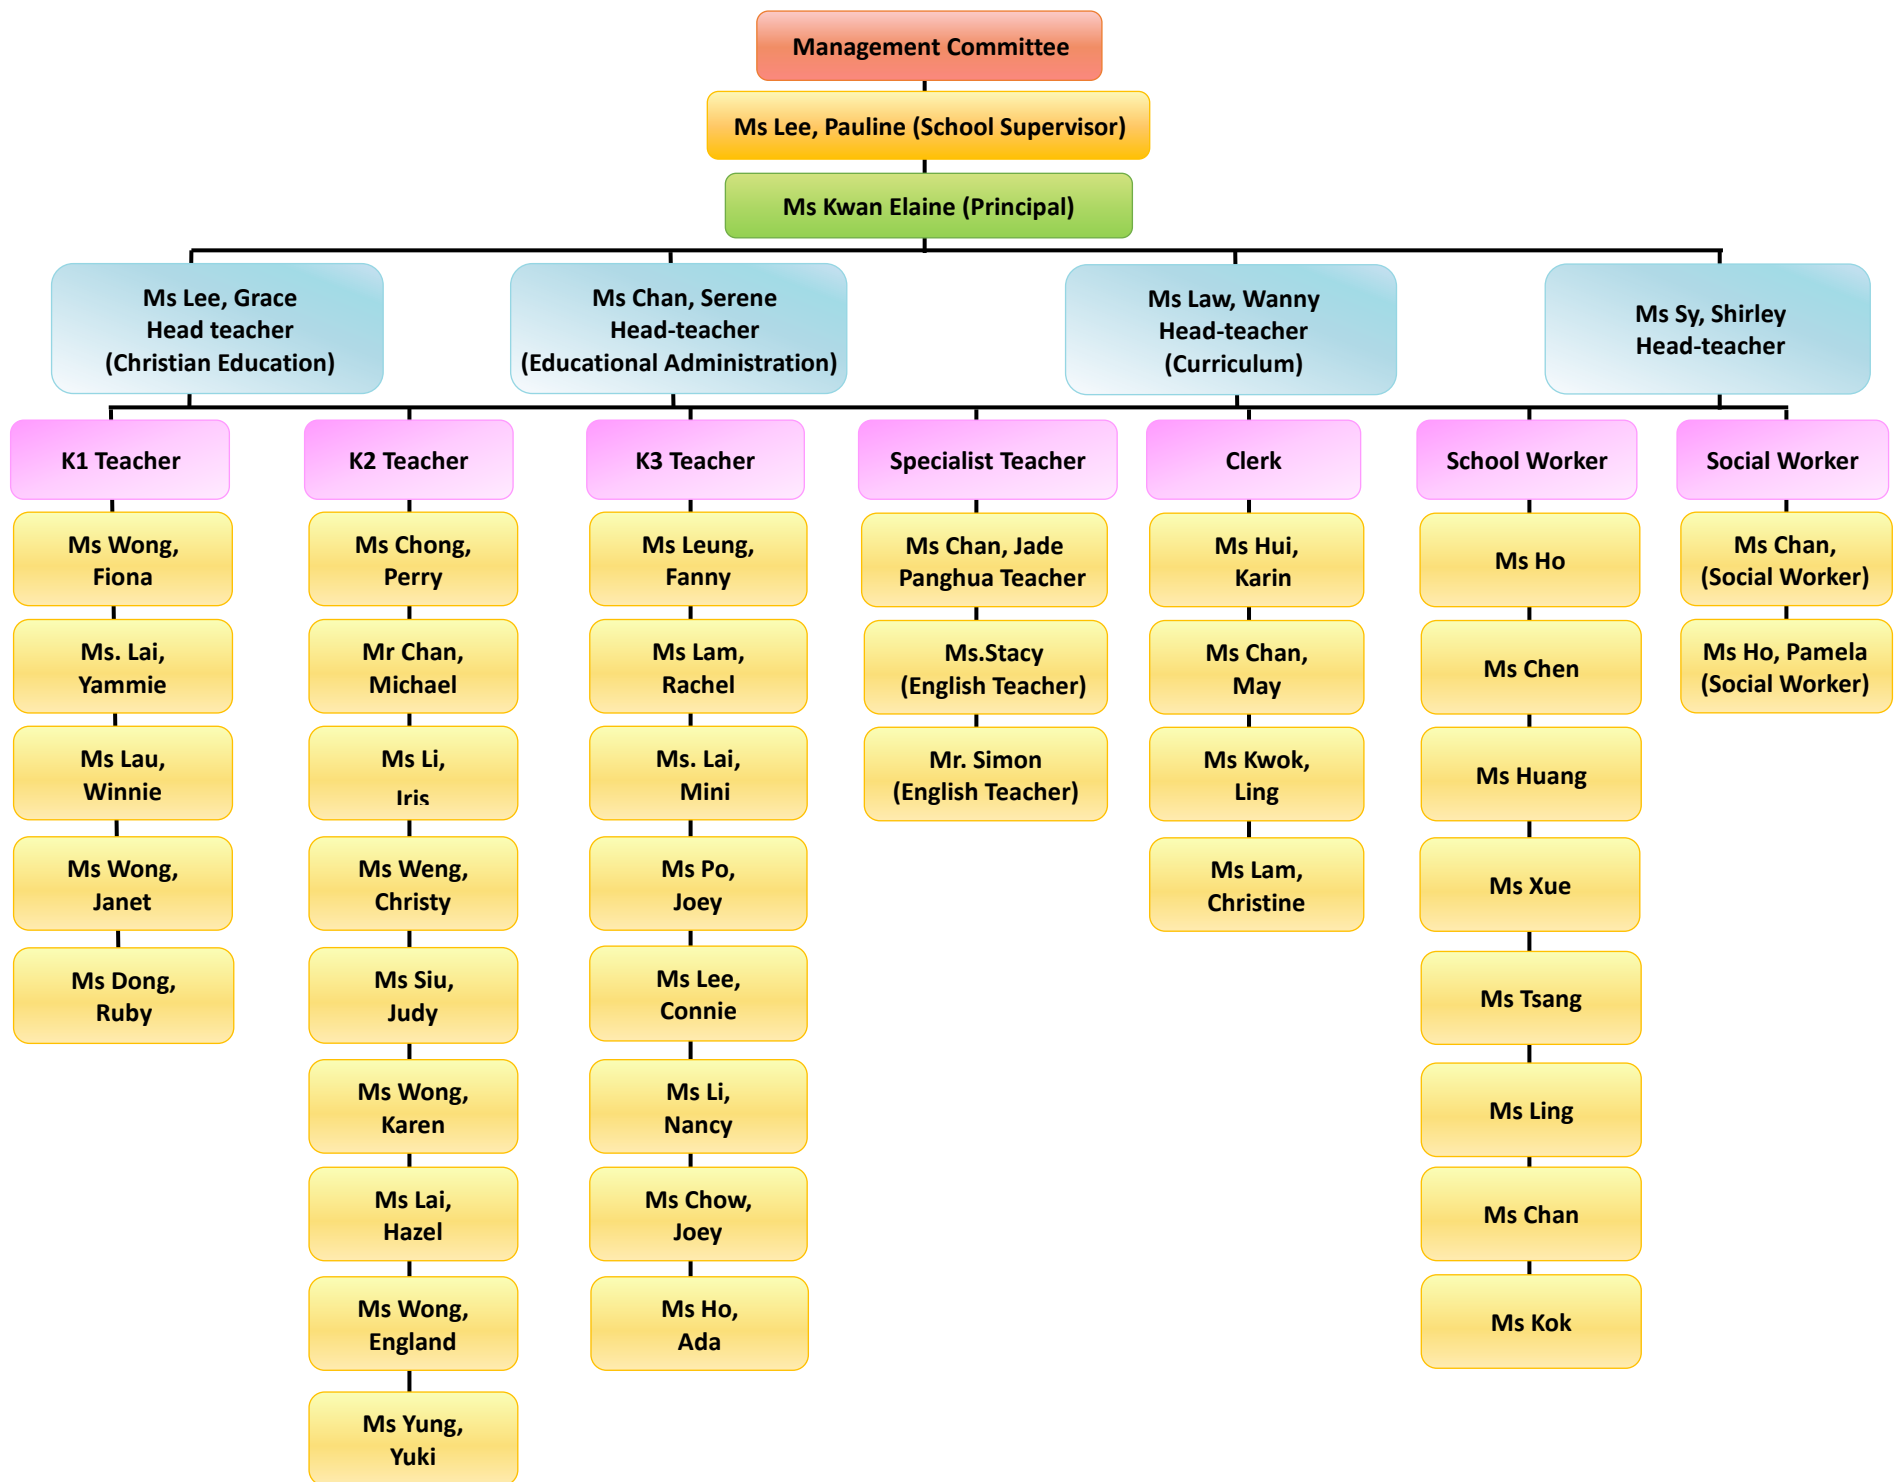 Management Committee
Ms Lee, Pauline (School Supervisor)
Ms Kwan Elaine (Principal)
Ms Lee, Grace
Head teacher
(Christian Education)
Ms Chan, Serene
Head-teacher
(Educational Administration)
Ms Law, Wanny
Head-teacher
(Curriculum)
Ms Sy, Shirley
Head-teacher
K1 Teacher
Ms Wong,
Fiona
Ms. Lai,
Yammie
Ms Lau,
Winnie
Ms Wong,
Janet
Ms Dong,
Ruby
K2 Teacher
Ms Chong,
Perry
Mr Chan,
Michael
Ms Li,
Iris
Ms Weng,
Christy
Ms Siu,
Judy
Ms Wong,
Karen
Ms Lai,
Hazel
Ms Wong,
England
Ms Yung,
Yuki
K3 Teacher
Ms Leung,
Fanny
Ms Lam,
Rachel
Ms. Lai,
Mini
Ms Po,
Joey
Ms Lee,
Connie
Ms Li,
Nancy
Ms Chow,
Joey
Ms Ho,
Ada
Specialist Teacher
Ms Chan, Jade
Panghua Teacher
Ms.Stacy
(English Teacher)
Mr. Simon
(English Teacher)
Clerk
Ms Hui,
Karin
Ms Chan,
May
Ms Kwok,
Ling
Ms Lam,
Christine
School Worker
Ms Ho
Ms Chen
Ms Huang
Ms Xue
Ms Tsang
Ms Ling
Ms Chan
Ms Kok
Social Worker
Ms Chan,
(Social Worker)
Ms Ho, Pamela
(Social Worker)